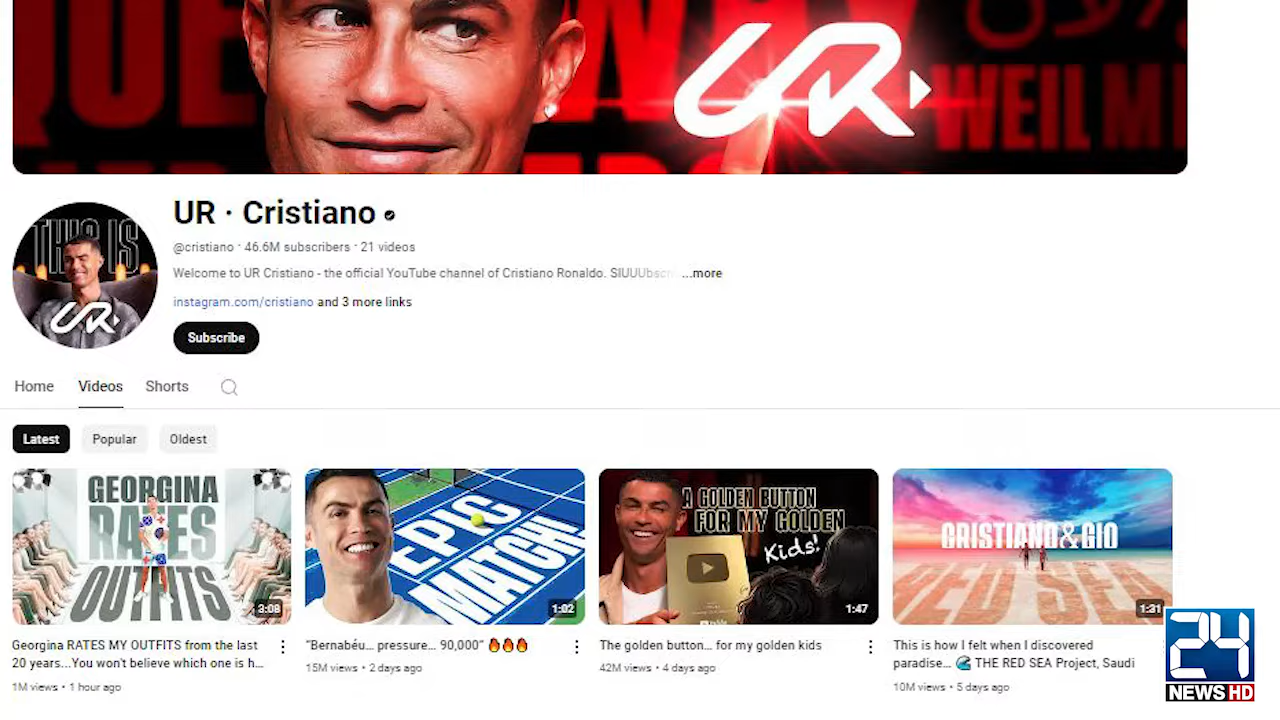 UR
WEIL M
THIS IS
UR
UR · Cristiano
@cristiano · 46.6M subscribers · 21 videos
Welcome to UR Cristiano - the official YouTube channel of Cristiano Ronaldo. SIUUUbscri ...more
instagram.com/cristiano and 3 more links
Subscribe
Home Videos Shorts
Latest Popular Oldest
GEORGINA
RATES
OUTFITS
3:08
EPIC
MATCH!
1:02
A GOLDEN BUTTON
FOR MY GOLDEN
Kids!
1:47
CRISTIANO&GIO
RED SEA
1:31
Georgina RATES MY OUTFITS from the last
20 years...You won't believe which one is h...
1M views • 1 hour ago
"Bernabéu... pressure... 90,000" 🔥🔥🔥
15M views • 2 days ago
The golden button... for my golden kids
42M views • 4 days ago
This is how I felt when I discovered
paradise... 🌊 THE RED SEA Project, Saudi
10M views • 5 days ago
24
NEWS HD